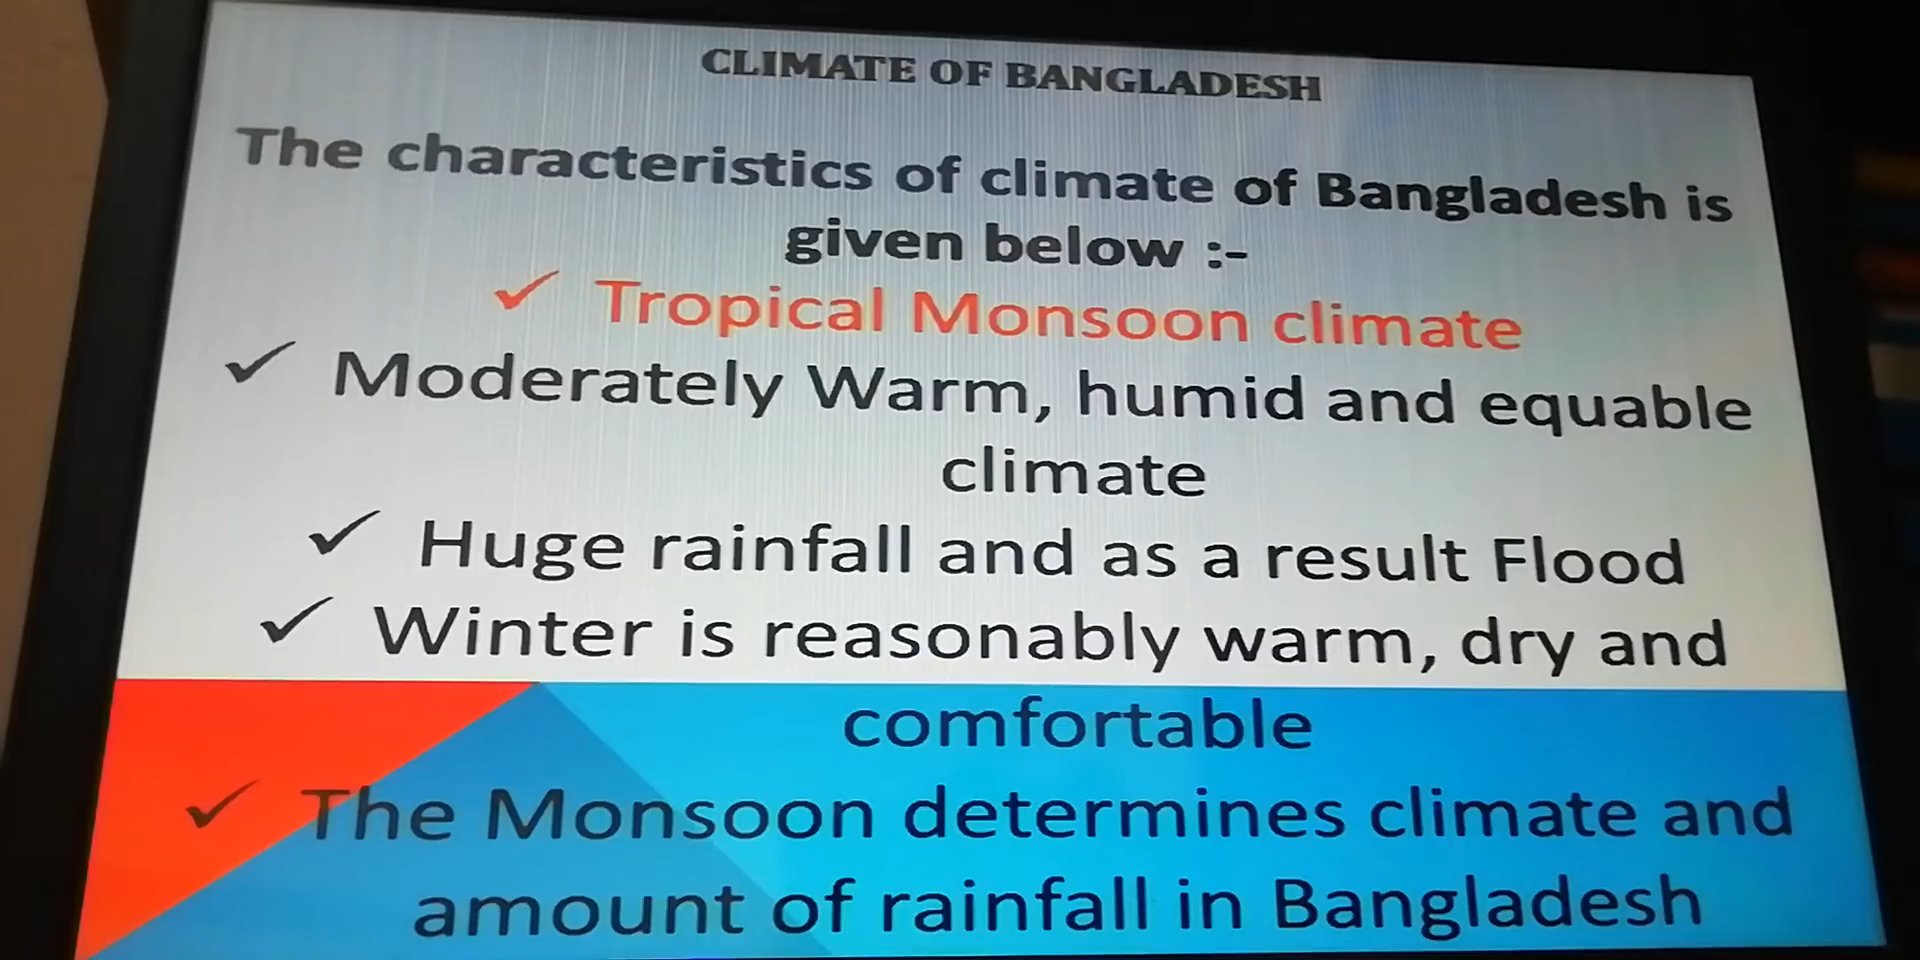 CLIMATE OF BANGLADESH
The characteristics of climate of Bangladesh is
given below :-
✓ Tropical Monsoon climate
✓ Moderately Warm, humid and equable
climate
✓ Huge rainfall and as a result Flood
✓ Winter is reasonably warm, dry and
comfortable
✓ The Monsoon determines climate and
amount of rainfall in Bangladesh